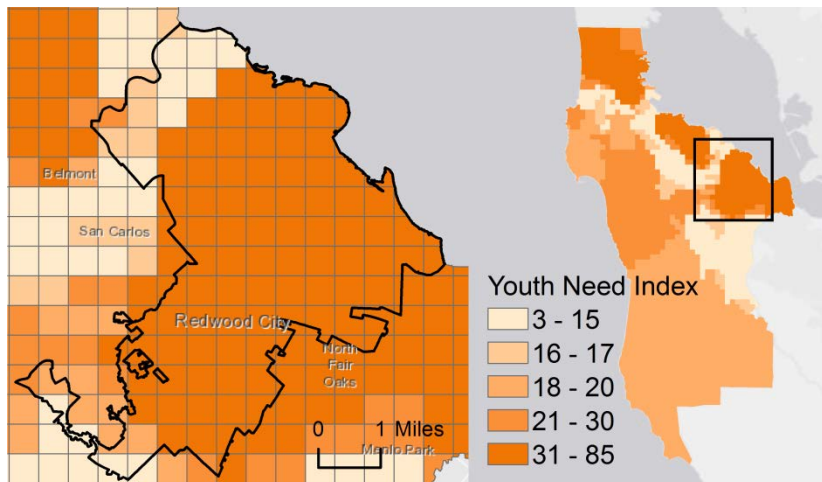 Belmont
San Carlos
Redwood City
North
Fair
Oaks
0 1 Miles
Menlo Park
Youth Need Index
3 - 15
16 - 17
18 - 20
21 - 30
31 - 85